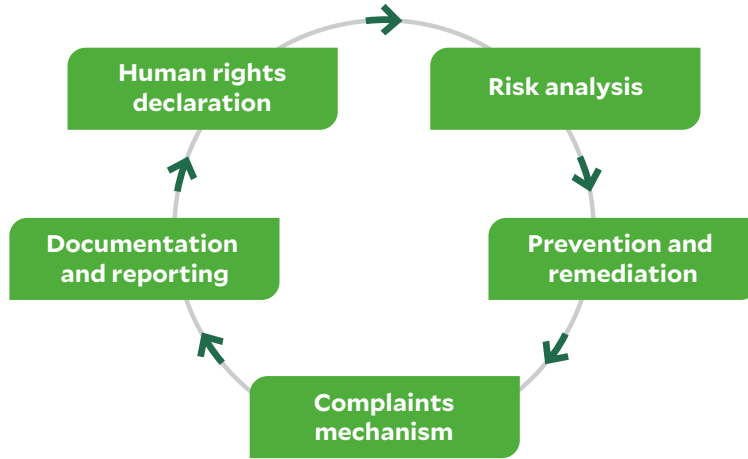 Human rights
declaration
Risk analysis
Prevention and
remediation
Complaints
mechanism
Documentation
and reporting